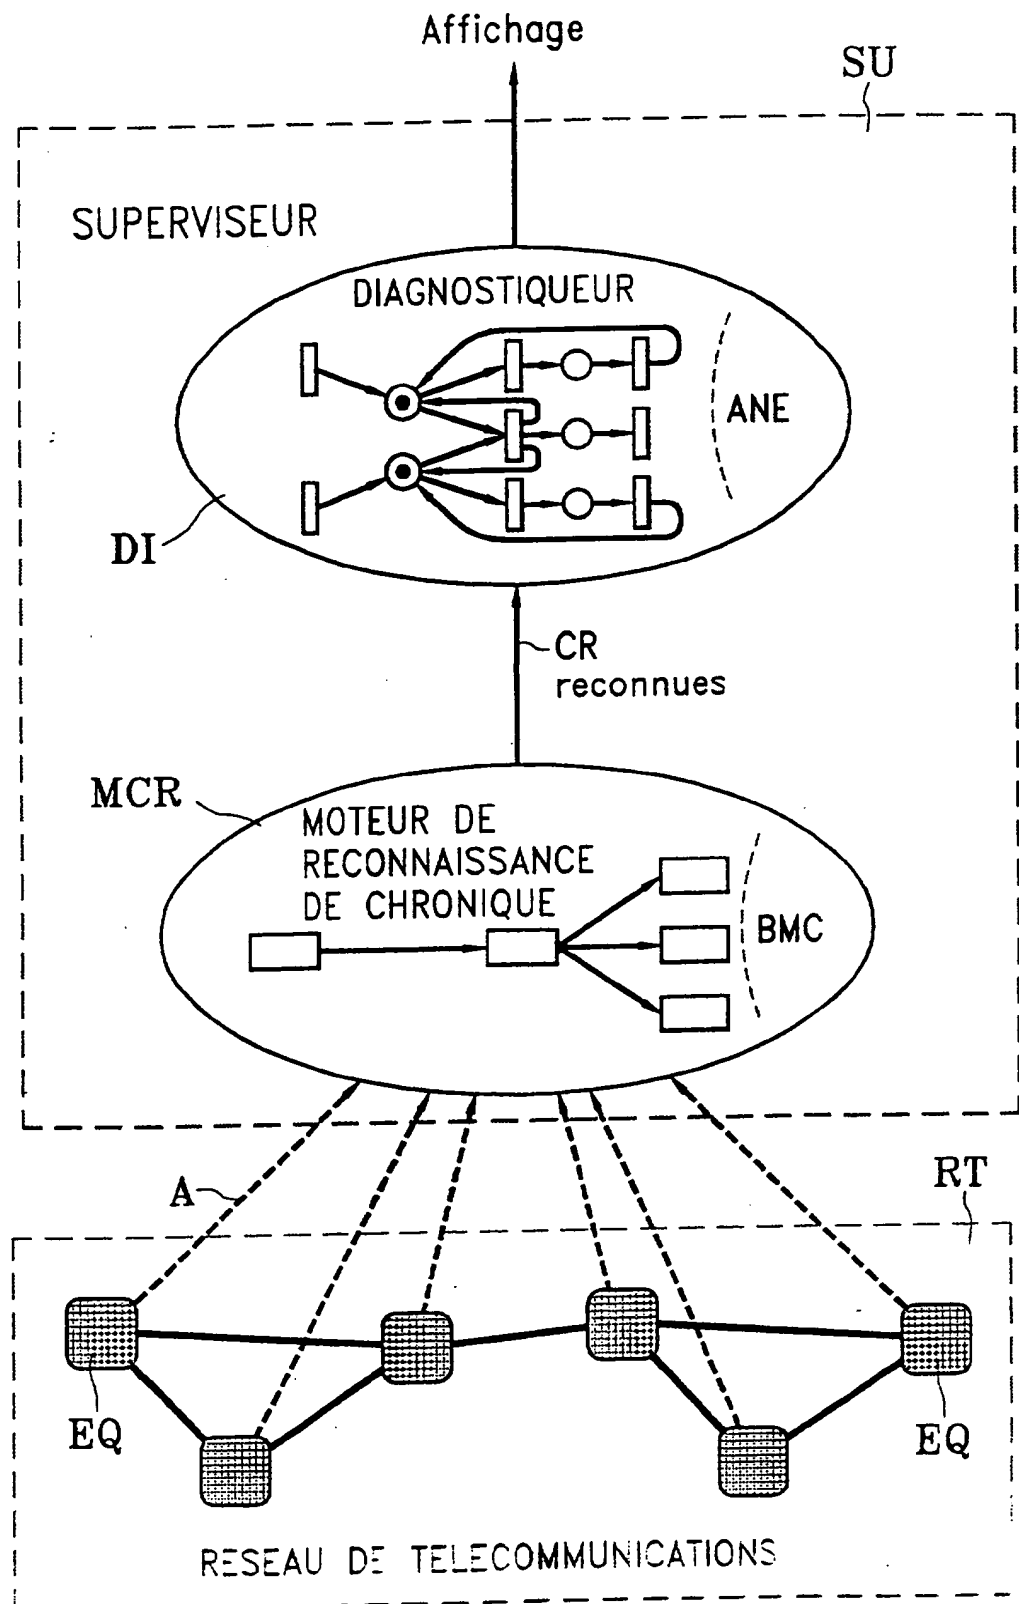 Affichage
SU
SUPERVISEUR
DIAGNOSTIQUEUR
ANE
DI
CR
reconnues
MCR
MOTEUR DE
RECONNAISSANCE
DE CHRONIQUE
BMC
A
RT
EQ
EQ
RESEAU DE TELECOMMUNICATIONS